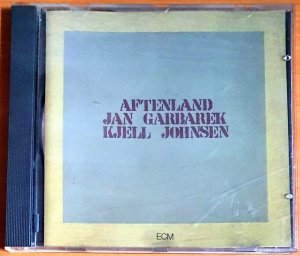 AFTENLAND
JAN GARBAREK
KJELL JOHNSEN
ECM